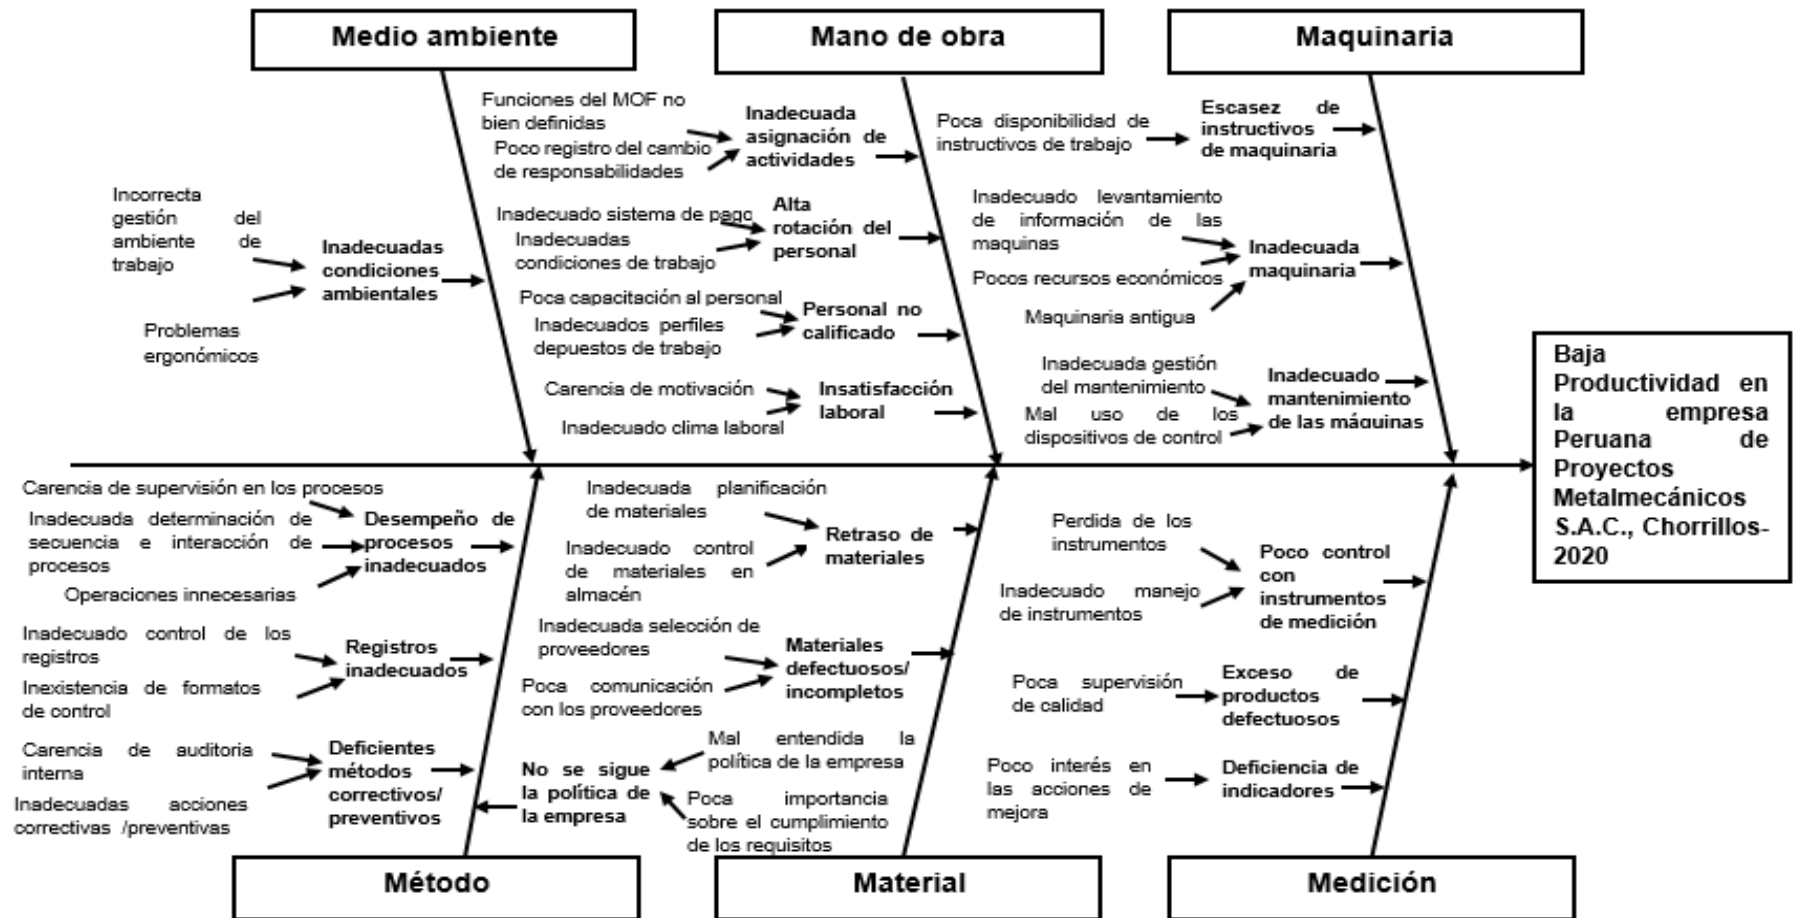 Medio ambiente
Mano de obra
Maquinaria
Incorrecta
gestión del
ambiente de
trabajo
Problemas
ergonómicos
Inadecuadas
condiciones
ambientales
Funciones del MOF no
bien definidas
Poco registro del cambio
de responsabilidades
Inadecuada
asignación de
actividades
Inadecuado sistema de pago
Inadecuadas
condiciones de trabajo
Alta
rotación del
personal
Poca capacitación al personal
Inadecuados perfiles
depuestos de trabajo
Personal no
calificado
Carencia de motivación
Inadecuado clima laboral
Insatisfacción
laboral
Poca disponibilidad de
instructivos de trabajo
Escasez de
instructivos
de maquinaria
Inadecuado levantamiento
de información de las
maquinas
Pocos recursos económicos
Maquinaria antigua
Inadecuada
maquinaria
Inadecuada gestión
del mantenimiento
Mal uso de los
dispositivos de control
Inadecuado
mantenimiento
de las máquinas
Baja
Productividad en
la empresa
Peruana de
Proyectos
Metalmecánicos
S.A.C., Chorrillos-
2020
Carencia de supervisión en los procesos
Inadecuada determinación de
secuencia e interacción de
procesos
Operaciones innecesarias
Desempeño de
procesos
inadecuados
Inadecuado control de los
registros
Inexistencia de formatos
de control
Registros
inadecuados
Carencia de auditoria
interna
Inadecuadas acciones
correctivas /preventivas
Deficientes
métodos
correctivos/
preventivos
Inadecuada planificación
de materiales
Inadecuado control
de materiales en
almacén
Retraso de
materiales
Inadecuada selección de
proveedores
Poca comunicación
con los proveedores
Materiales
defectuosos/
incompletos
No se sigue
la política de
la empresa
Mal entendida la
política de la empresa
Poca importancia
sobre el cumplimiento
de los requisitos
Perdida de los
instrumentos
Inadecuado manejo
de instrumentos
Poco control
con
instrumentos
de medición
Poca supervisión
de calidad
Exceso de
productos
defectuosos
Poco interés en
las acciones de
mejora
Deficiencia de
indicadores
Método
Material
Medición